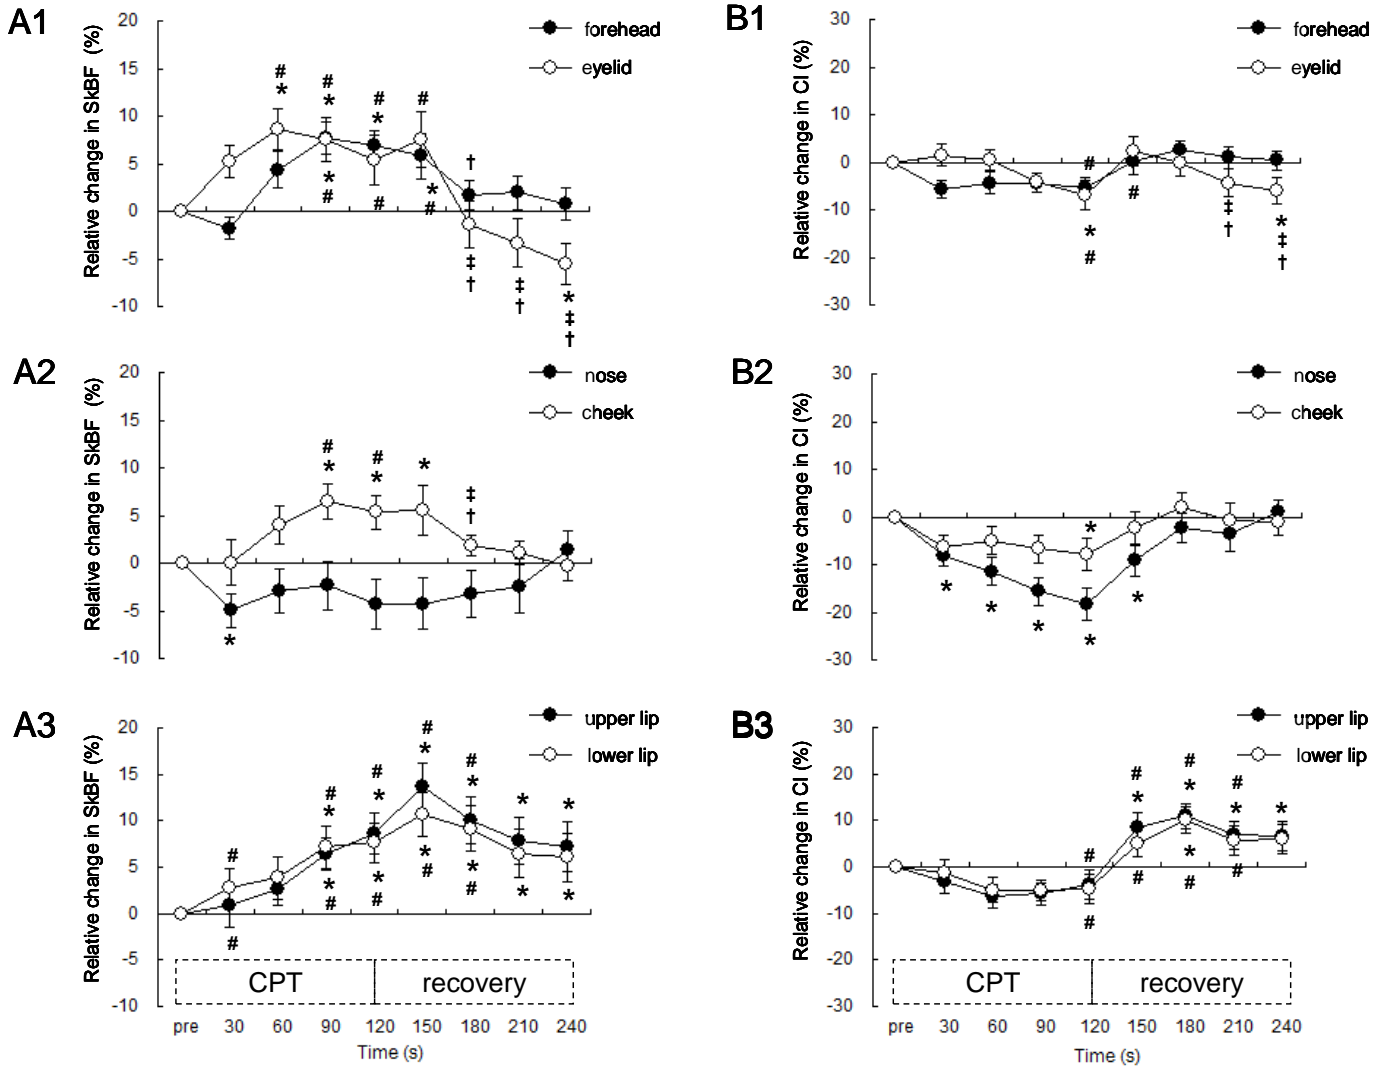 A1
Relative change in SkBF (%)
20
15
10
5
0
-5
-10
forehead
eyelid
# # # #
* * *
†
* * #
# # 
‡ ‡ * 
† † ‡
†
B1
Relative change in CI (%)
30
20
10
0
-10
-20
-30
forehead
eyelid
#
#
* ‡ *
# † ‡
†
A2
Relative change in SkBF (%)
20
15
10
5
0
-5
-10
nose
cheek
# #
* * *
‡
†
*
B2
Relative change in CI (%)
30
20
10
0
-10
-20
-30
nose
cheek
*
* * * * *
A3
Relative change in SkBF (%)
20
15
10
5
0
-5
-10
upper lip
lower lip
# # # # #
* * * * * *
# * * * * * *
# # # #
CPT
recovery
pre 30 60 90 120 150 180 210 240
Time (s)
B3
Relative change in CI (%)
30
20
10
0
-10
-20
-30
upper lip
lower lip
# # # #
* * * *
*
# # # #
CPT
recovery
pre 30 60 90 120 150 180 210 240
Time (s)